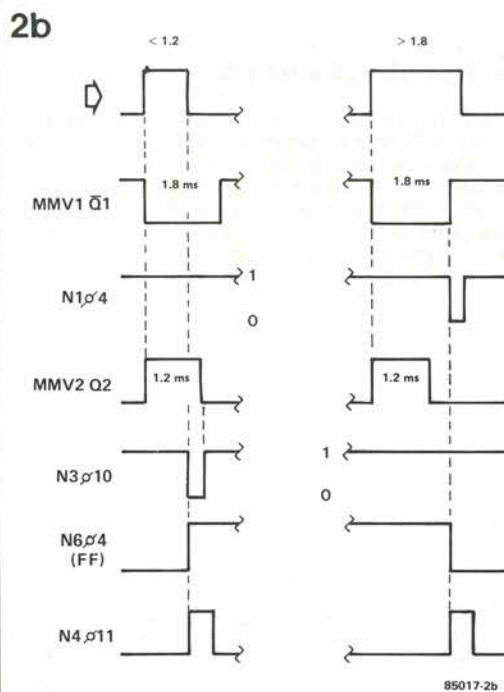 2b
< 1.2 > 1.8
MMV1 Q̅1 1.8 ms 1.8 ms
N1⌀4 1
0
MMV2 Q2 1.2 ms 1.2 ms
N3⌀10 1
0
N6⌀4
(FF)
N4⌀11
85017-2b